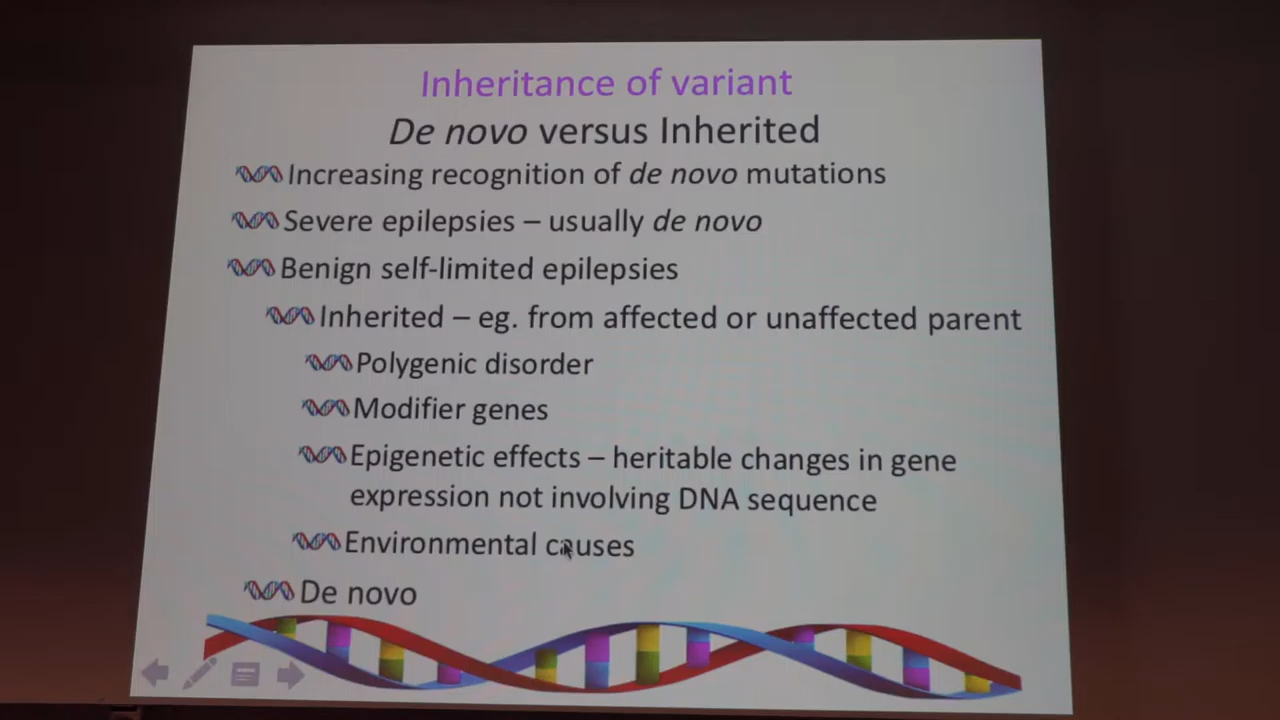 Inheritance of variant
De novo versus Inherited
Increasing recognition of de novo mutations
Severe epilepsies – usually de novo
Benign self-limited epilepsies
Inherited – eg. from affected or unaffected parent
Polygenic disorder
Modifier genes
Epigenetic effects – heritable changes in gene
expression not involving DNA sequence
Environmental causes
De novo